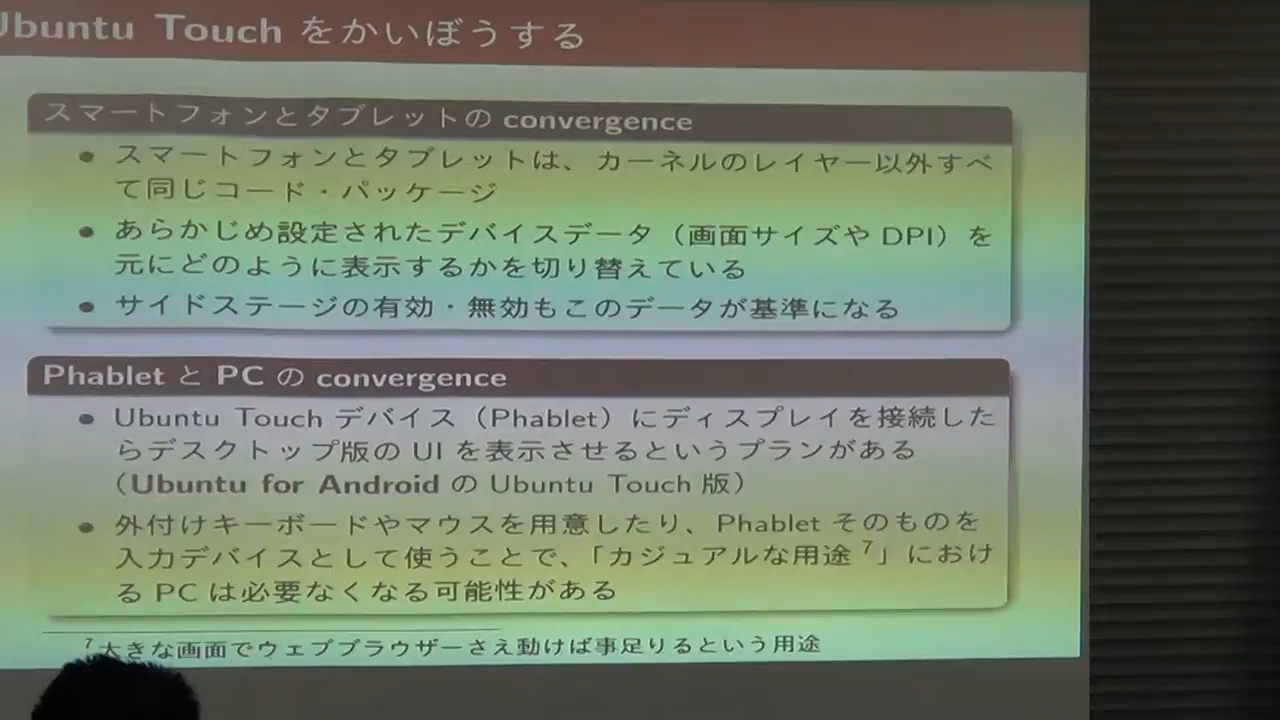 Ubuntu Touch をかいぼうする
スマートフォンとタブレットの convergence
● スマートフォンとタブレットは、カーネルのレイヤー以外すべ
て同じコード・パッケージ
● あらかじめ設定されたデバイスデータ（画面サイズや DPI）を
元にどのように表示するかを切り替えている
● サイドステージの有効・無効もこのデータが基準になる
Phablet と PC の convergence
● Ubuntu Touch デバイス（Phablet）にディスプレイを接続した
らデスクトップ版の UI を表示させるというプランがある
（Ubuntu for Android の Ubuntu Touch 版）
● 外付けキーボードやマウスを用意したり、Phablet そのものを
入力デバイスとして使うことで、「カジュアルな用途 7」におけ
る PC は必要なくなる可能性がある
7 大きな画面でウェブブラウザーさえ動けば事足りるという用途